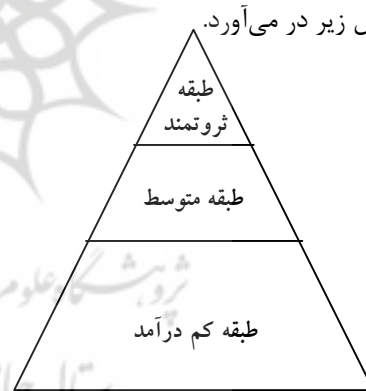 ل زیر در می‌آورد.
طبقه
ثروتمند
طبقه متوسط
طبقه کم درآمد